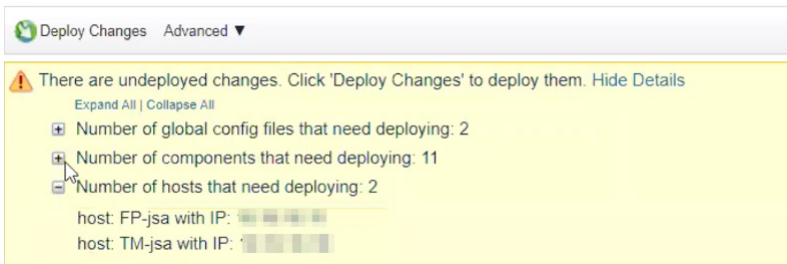 Deploy Changes Advanced ▼
There are undeployed changes. Click 'Deploy Changes' to deploy them. Hide Details
Expand All | Collapse All
Number of global config files that need deploying: 2
Number of components that need deploying: 11
Number of hosts that need deploying: 2
host: FP-jsa with IP:
host: TM-jsa with IP: